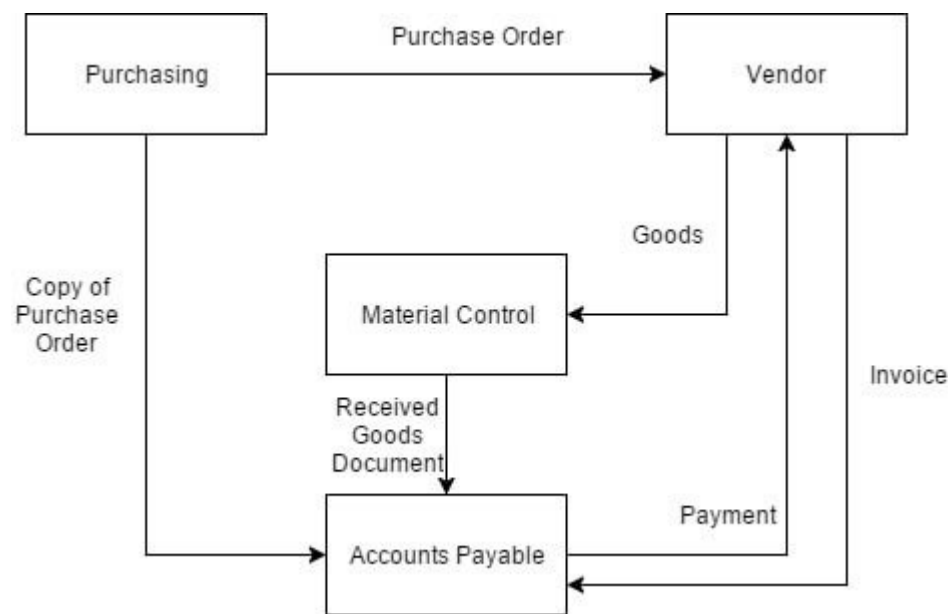 Purchase Order
Purchasing
Vendor
Goods
Copy of
Purchase
Order
Material Control
Invoice
Received
Goods
Document
Payment
Accounts Payable